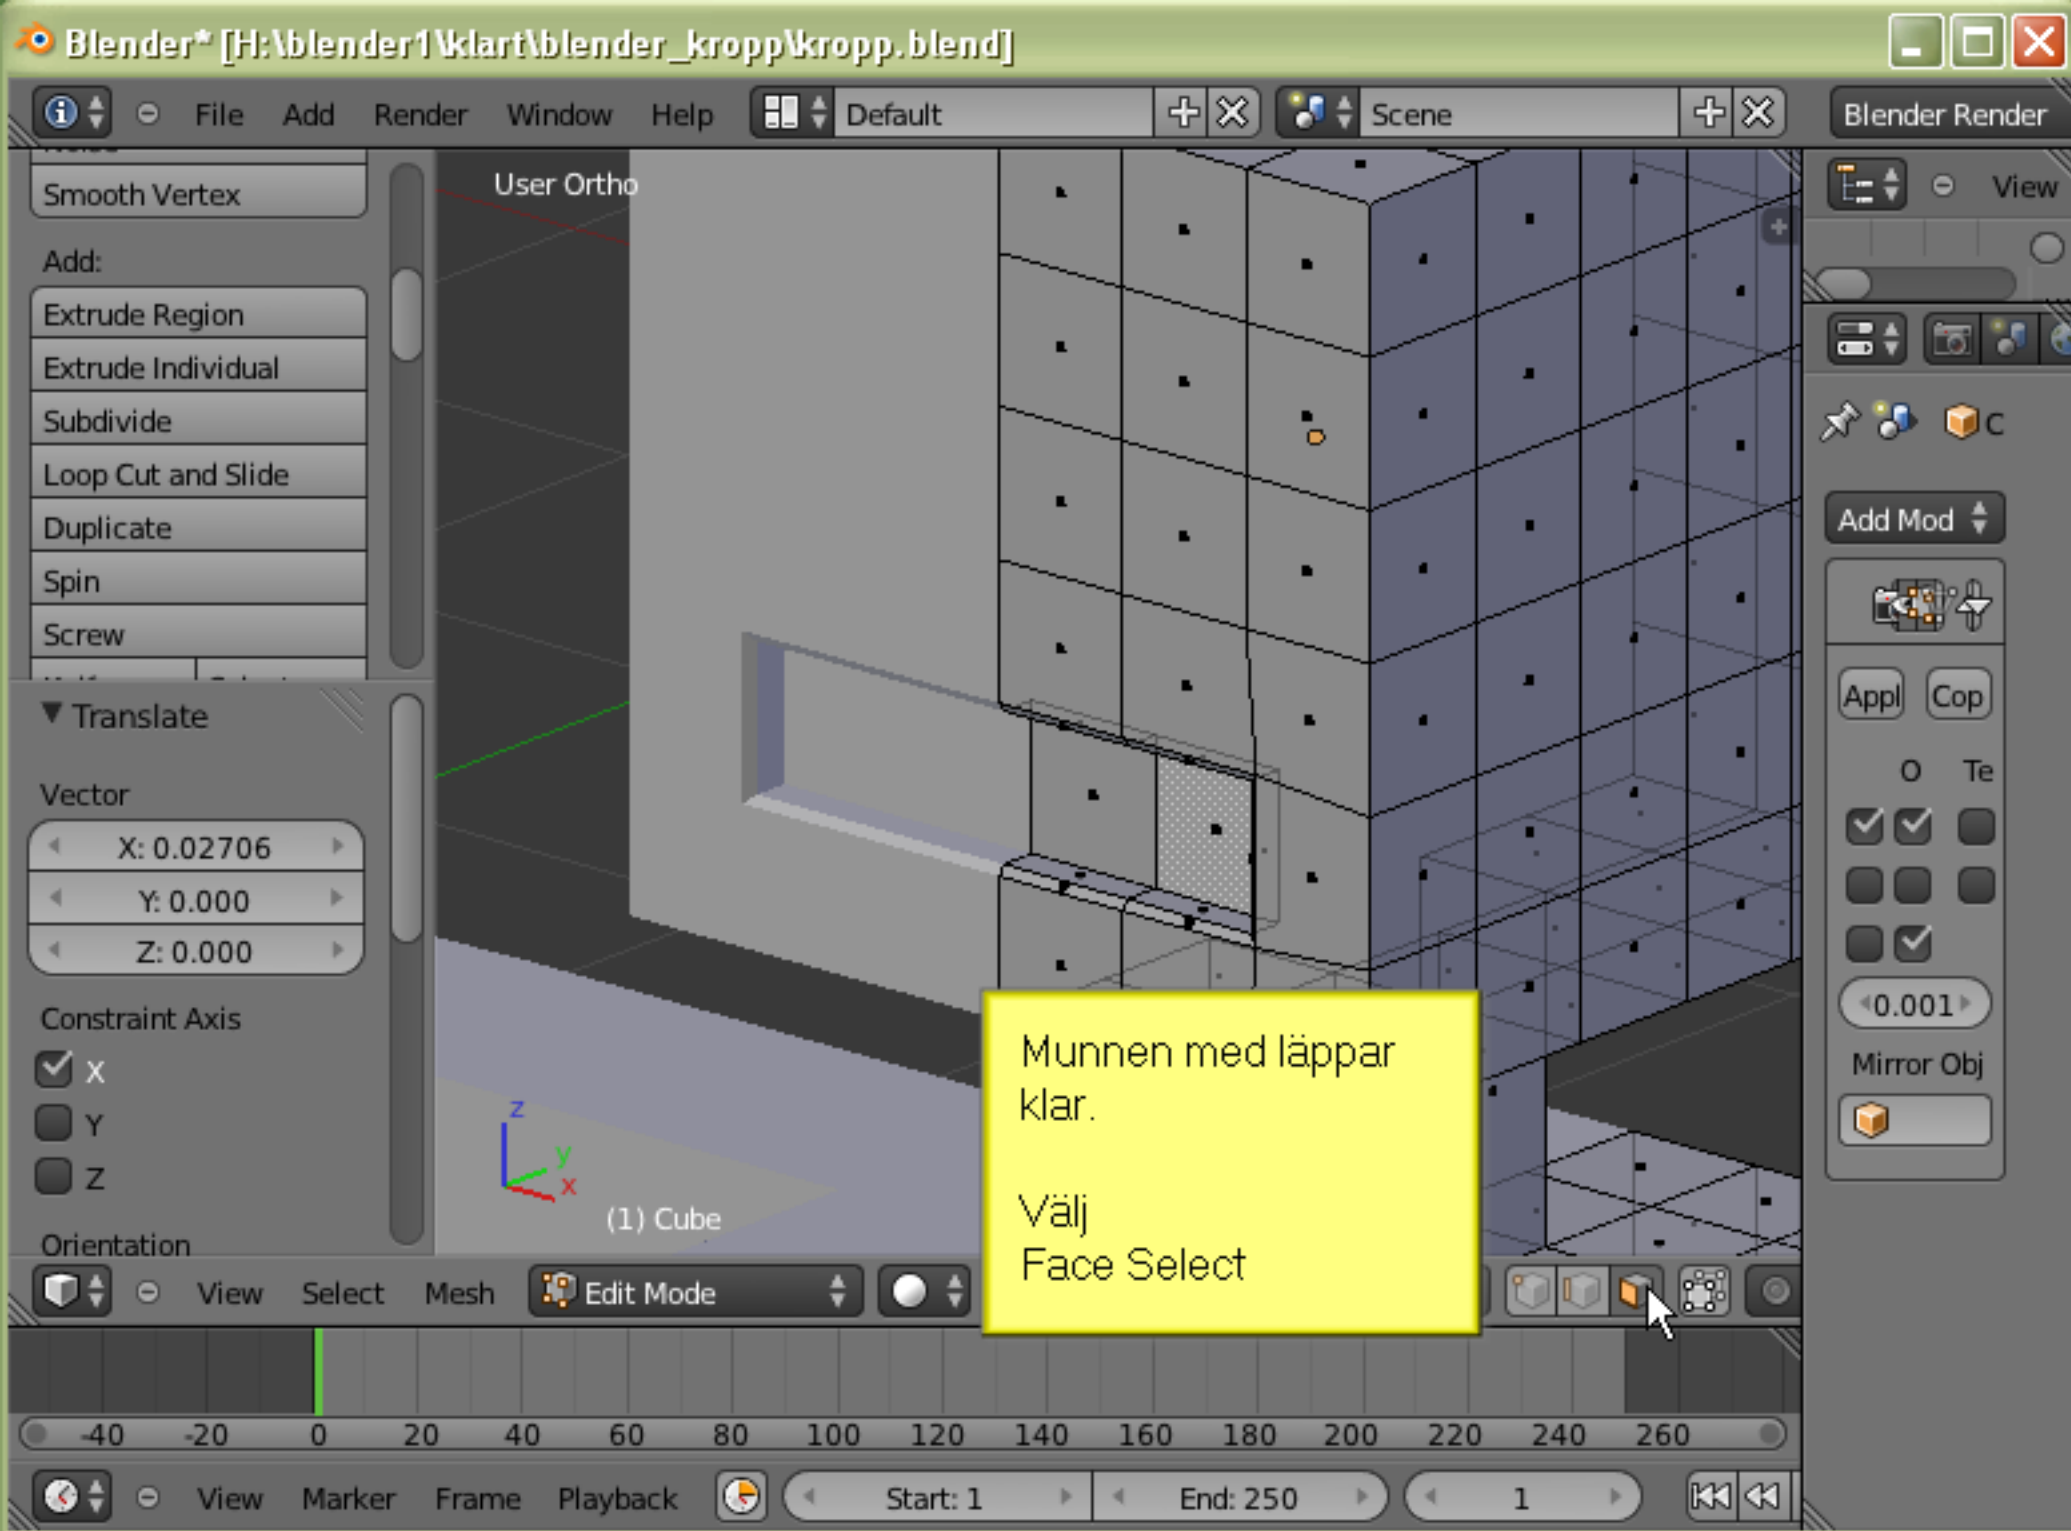 Blender* [H:\blender1\klart\blender_kropp\kropp.blend]
File Add Render Window Help Default Scene Blender Render
Smooth Vertex
Add:
Extrude Region
Extrude Individual
Subdivide
Loop Cut and Slide
Duplicate
Spin
Screw
Translate
Vector
X: 0.02706
Y: 0.000
Z: 0.000
Constraint Axis
X
Y
Z
Orientation
User Ortho
z
y
x
(1) Cube
Munnen med läppar
klar.
Välj
Face Select
View
C
Add Mod
Appl Cop
O Te
0.001
Mirror Obj
View Select Mesh Edit Mode
-40 -20 0 20 40 60 80 100 120 140 160 180 200 220 240 260
View Marker Frame Playback Start: 1 End: 250 1